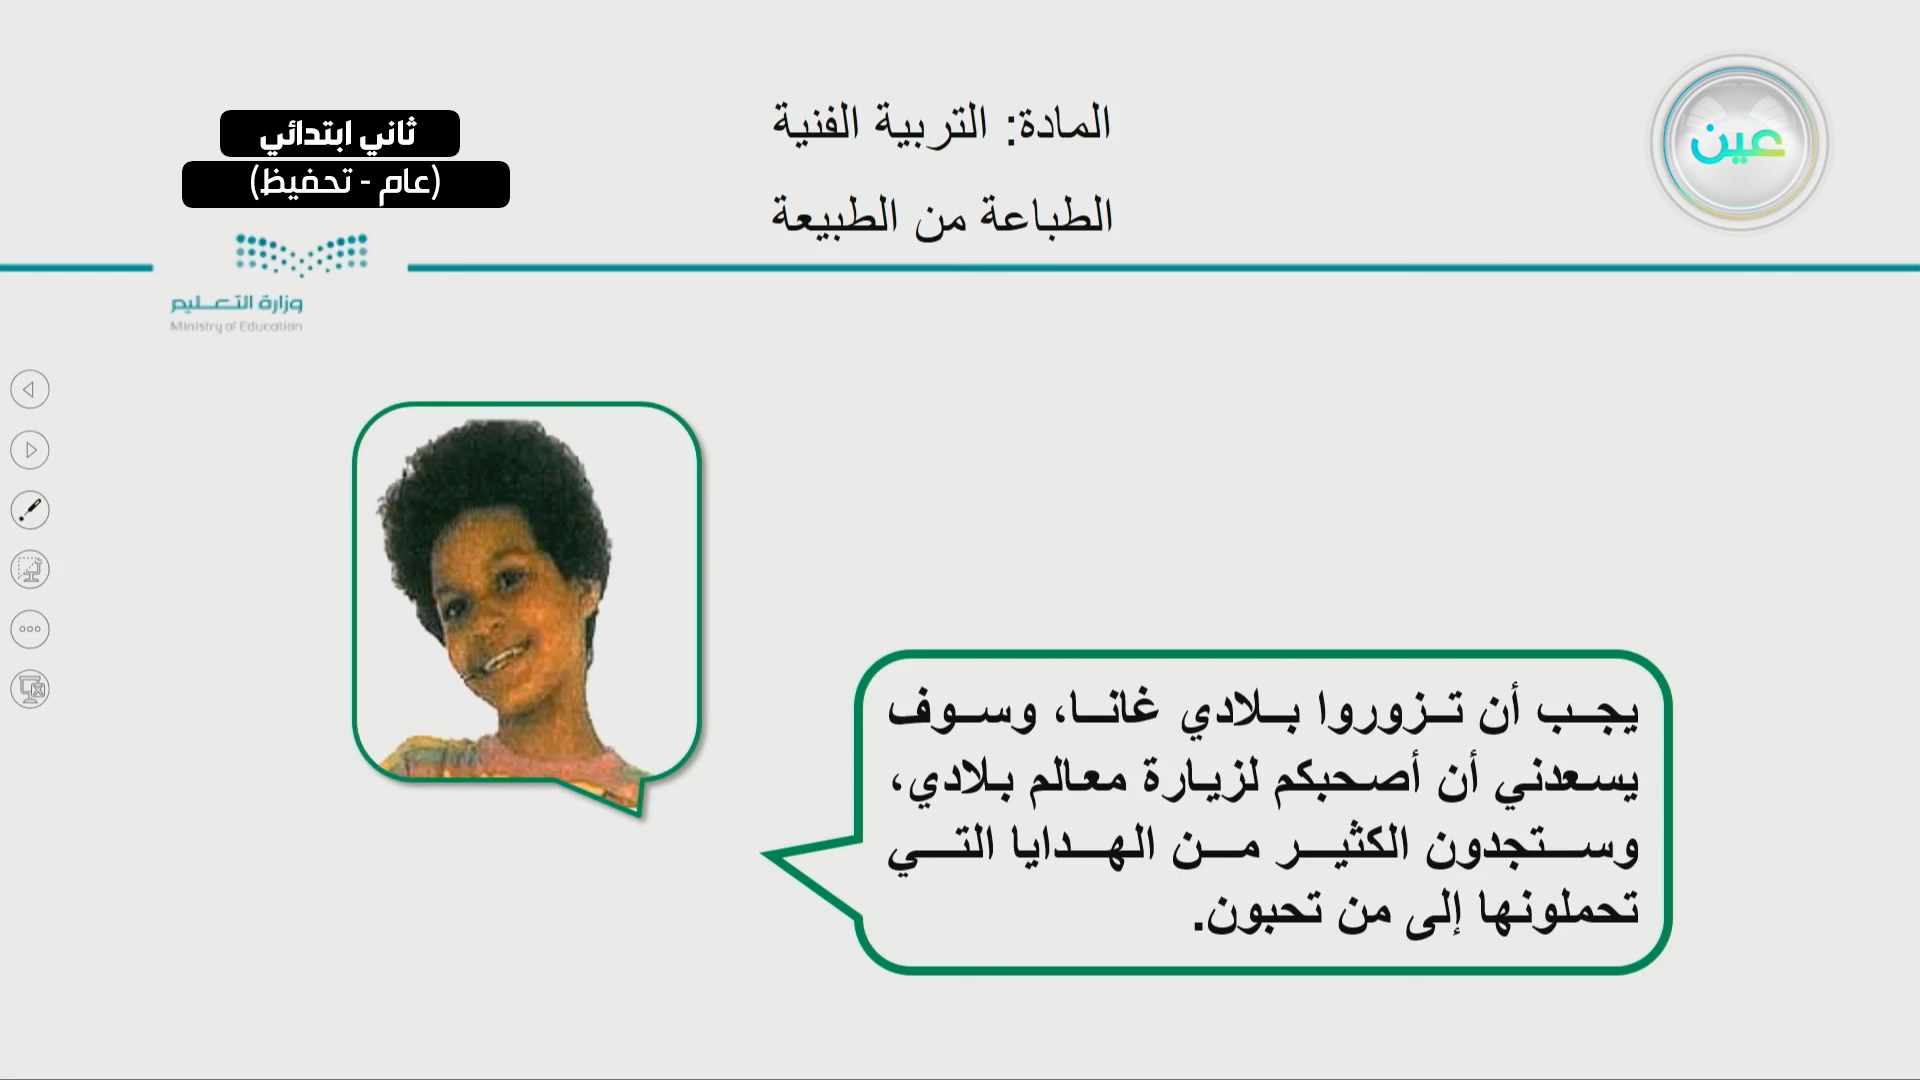 عين
المادة: التربية الفنية
الطباعة من الطبيعة
ثاني ابتدائي
(عام - تحفيظ)
وزارة التعليم
Ministry of Education
يجب أن تزوروا بلادي غانا، وسوف
يسعدني أن أصحبكم لزيارة معالم بلادي،
وستجدون الكثير من الهدايا التي
تحملونها إلى من تحبون.